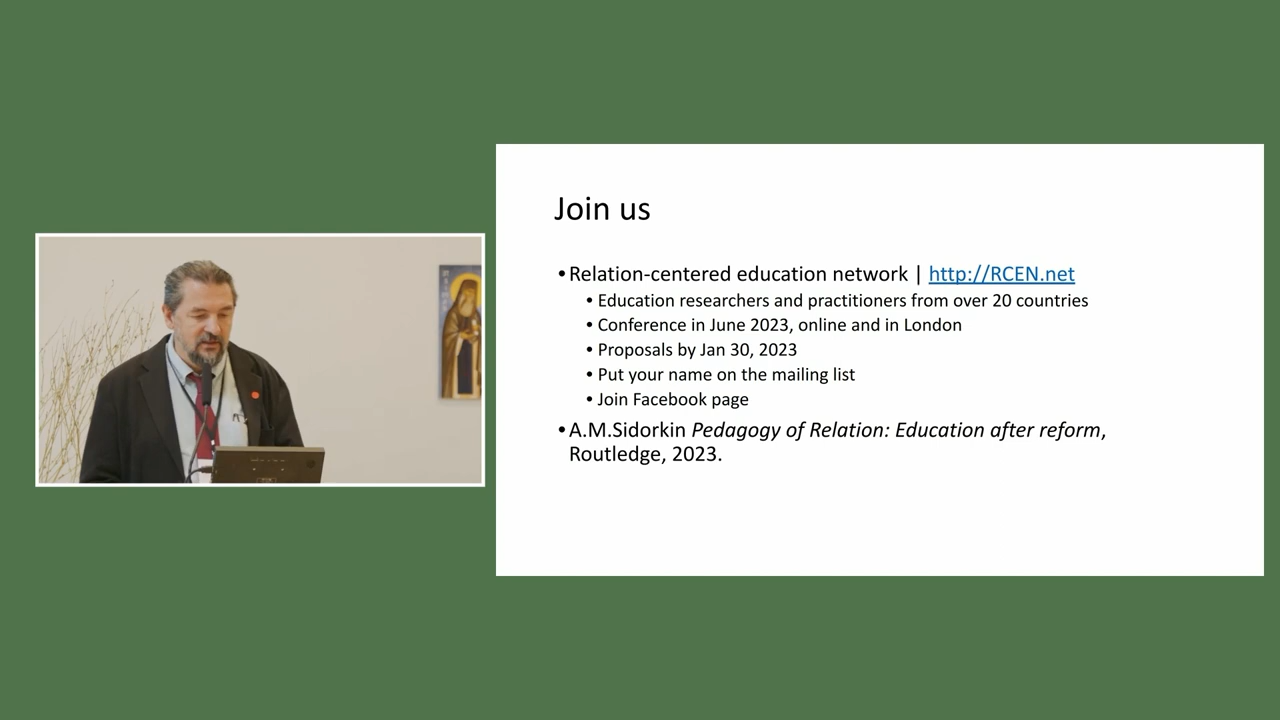 Join us
•Relation-centered education network | http://RCEN.net
• Education researchers and practitioners from over 20 countries
• Conference in June 2023, online and in London
• Proposals by Jan 30, 2023
• Put your name on the mailing list
• Join Facebook page
•A.M.Sidorkin Pedagogy of Relation: Education after reform,
Routledge, 2023.